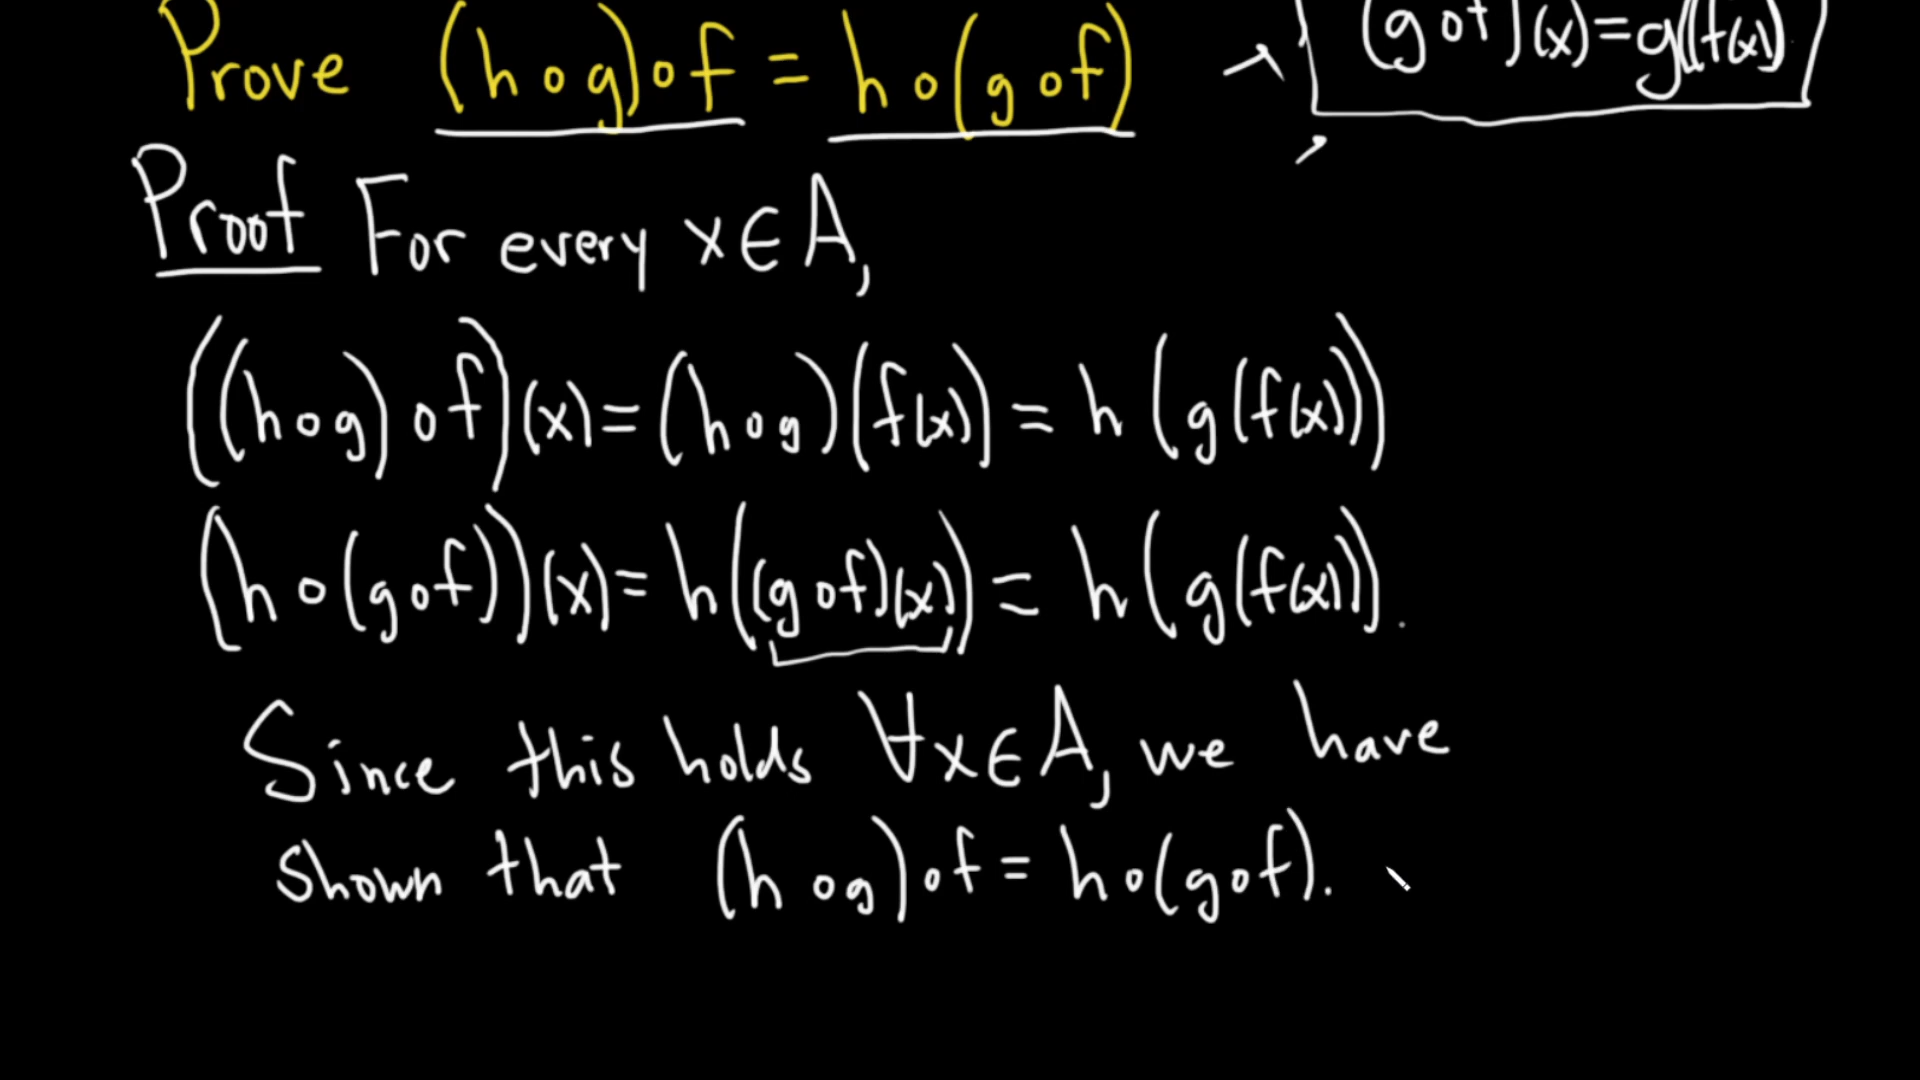 Prove (h∘g)∘f = h∘(g∘f) (g∘f)(x)=g(f(x))
Proof For every x∈A,
((h∘g)∘f)(x)=(h∘g)(f(x))=h(g(f(x)))
(h∘(g∘f))(x)=h((g∘f)(x))=h(g(f(x))).
Since this holds ∀x∈A, we have
shown that (h∘g)∘f=h∘(g∘f).